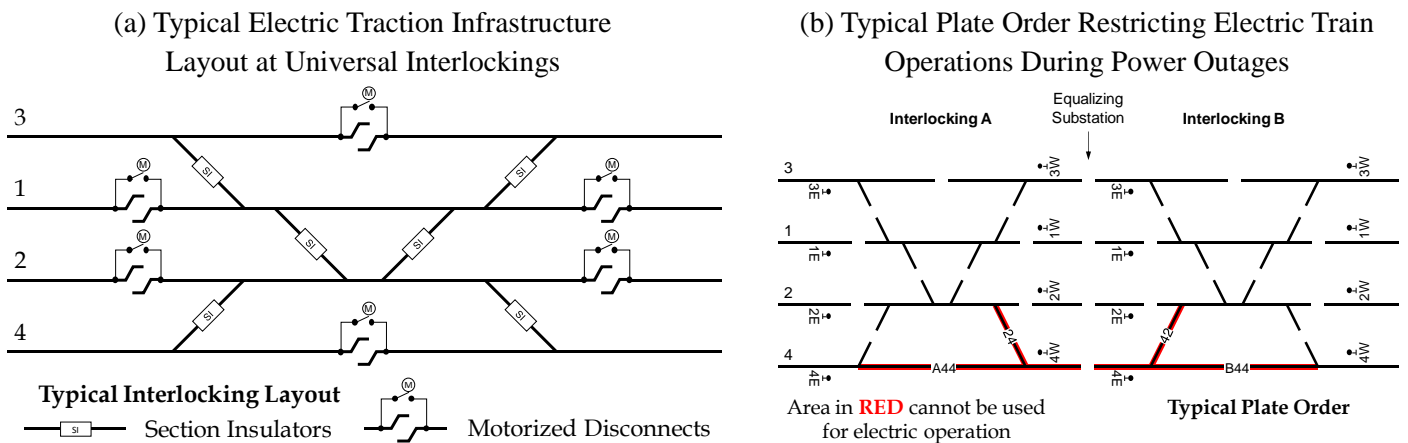 (a) Typical Electric Traction Infrastructure
Layout at Universal Interlockings
3
M
1
M
M
SI
SI
2
M
M
SI
SI
4
M
SI
SI
Typical Interlocking Layout
SI
Section Insulators
M
Motorized Disconnects
(b) Typical Plate Order Restricting Electric Train
Operations During Power Outages
Equalizing
Substation
Interlocking A
Interlocking B
3
3E
3W
3E
3W
1
1E
1W
1E
1W
2
2E
2W
2E
2W
24
42
4
4E
A44
4W
4E
B44
4W
Area in RED cannot be used
for electric operation
Typical Plate Order